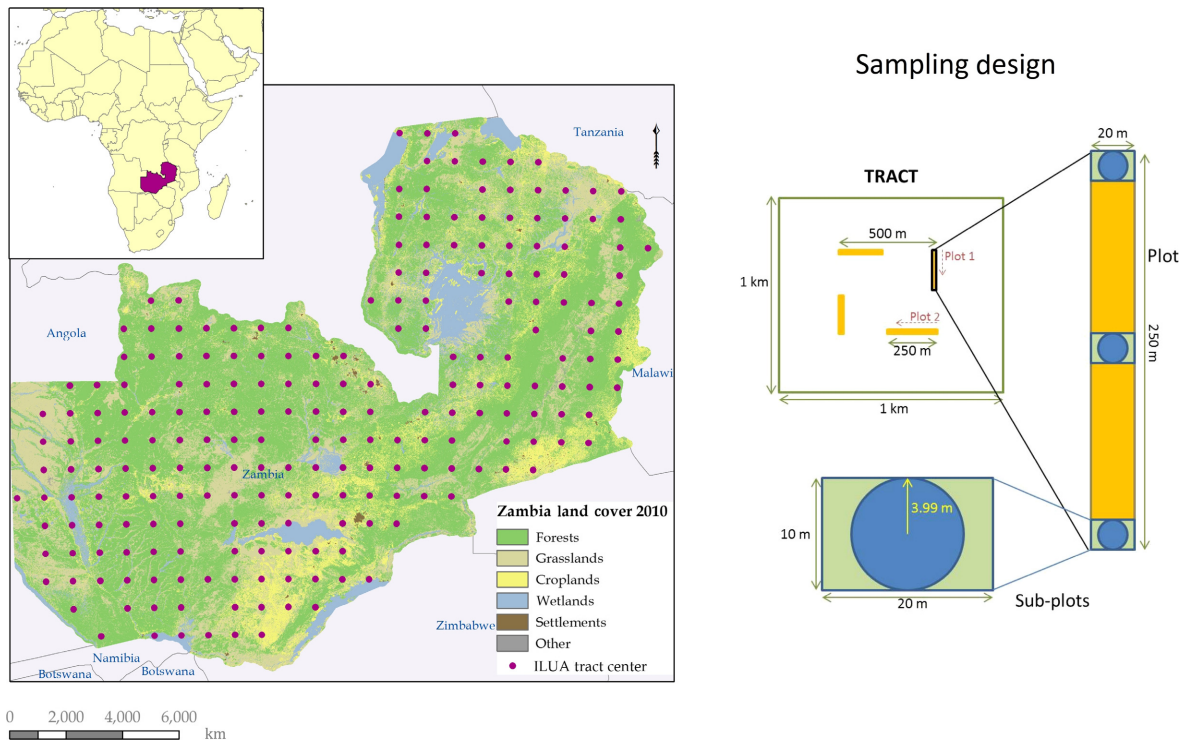 Tanzania
Angola
Malawi
Zambia
Zimbabwe
Namibia
Botswana
Botswana
Zambia land cover 2010
Forests
Grasslands
Croplands
Wetlands
Settlements
Other
ILUA tract center
0 2,000 4,000 6,000
km
Sampling design
TRACT
1 km
500 m
Plot 1
Plot 2
250 m
1 km
20 m
Plot
250 m
3.99 m
10 m
20 m
Sub-plots